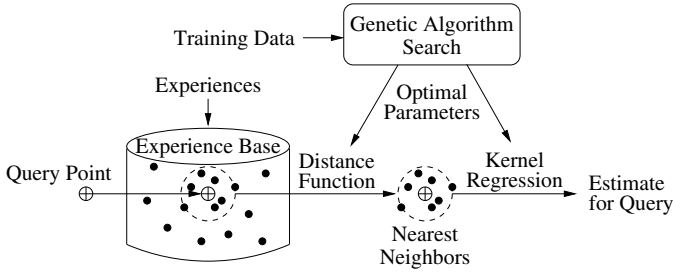 Genetic Algorithm
Search
Training Data
Experiences
Optimal
Parameters
Experience Base
Query Point
Distance
Function
Kernel
Regression
Estimate
for Query
Nearest
Neighbors